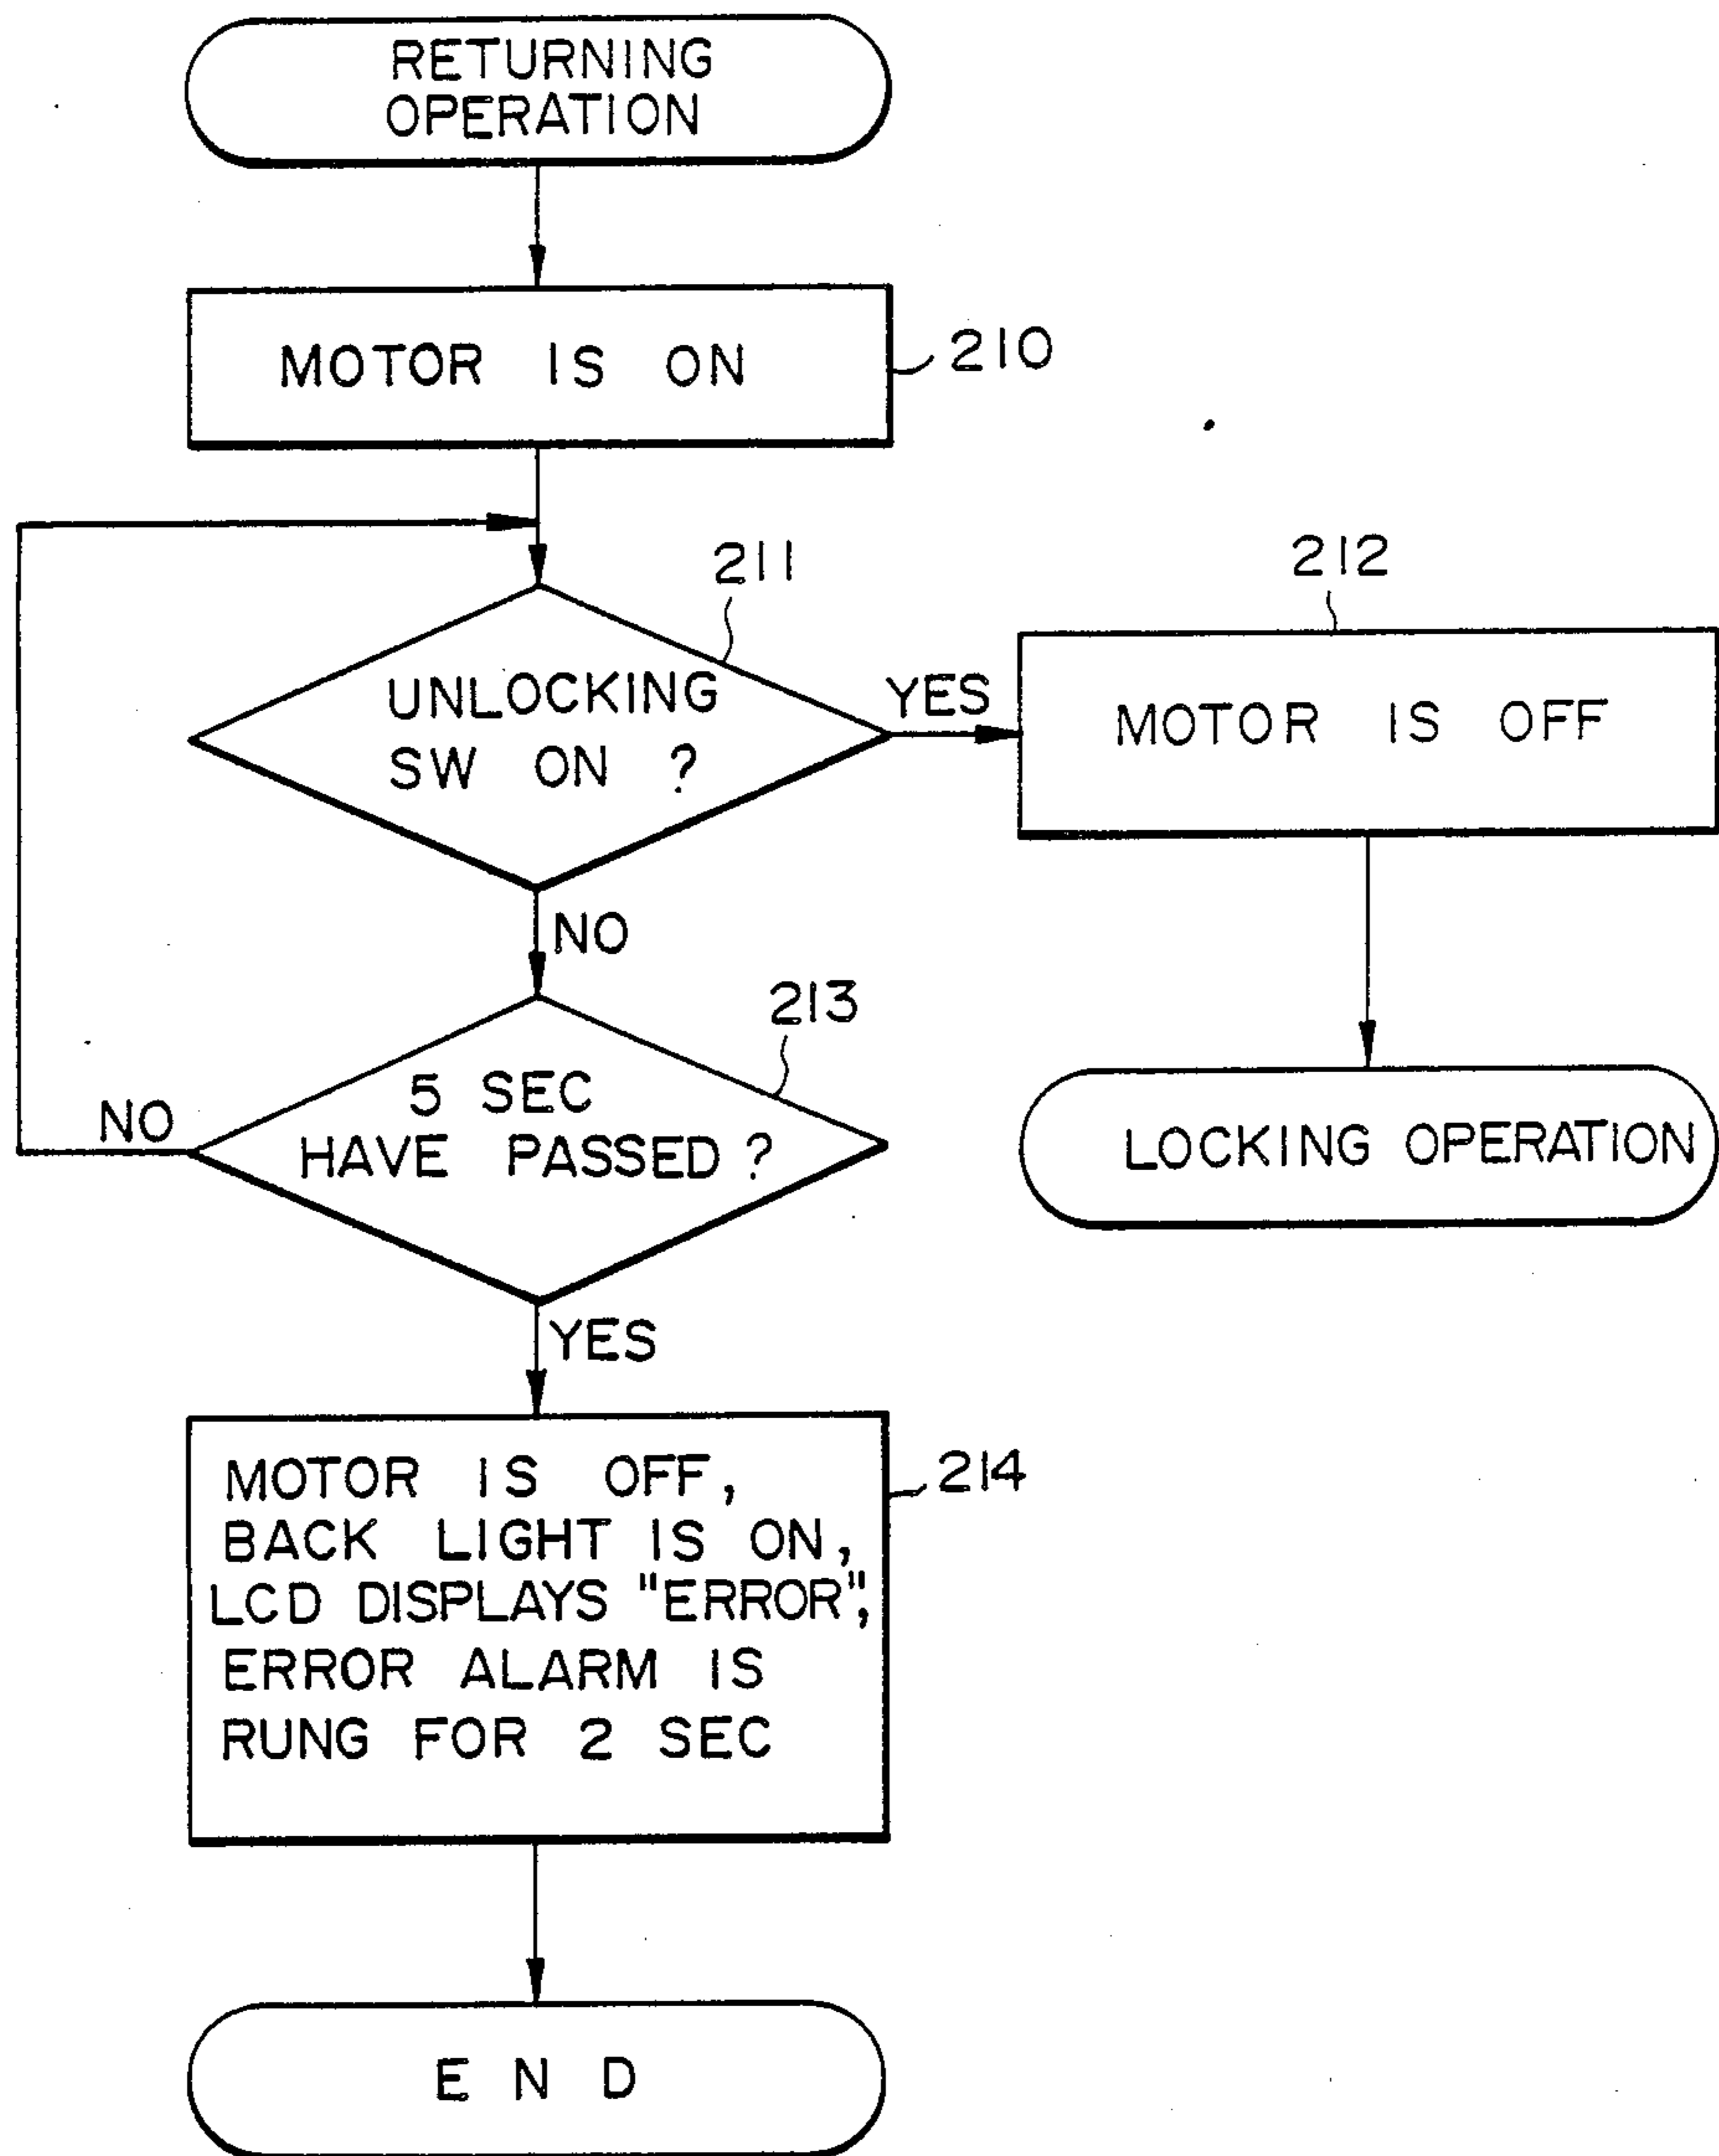 RETURNING
OPERATION
MOTOR IS ON
210
211
UNLOCKING
SW ON ?
YES
212
MOTOR IS OFF
NO
213
5 SEC
HAVE PASSED ?
NO
LOCKING OPERATION
YES
214
MOTOR IS OFF,
BACK LIGHT IS ON,
LCD DISPLAYS "ERROR",
ERROR ALARM IS
RUNG FOR 2 SEC
END